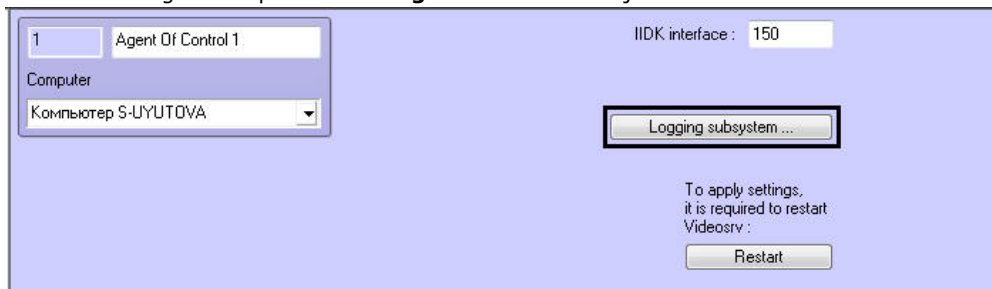 1
Agent Of Control 1
Computer
Компьютер S-UYUTOVA
IIDK interface : 150
Logging subsystem ...
To apply settings,
it is required to restart
Videosrv :
Restart